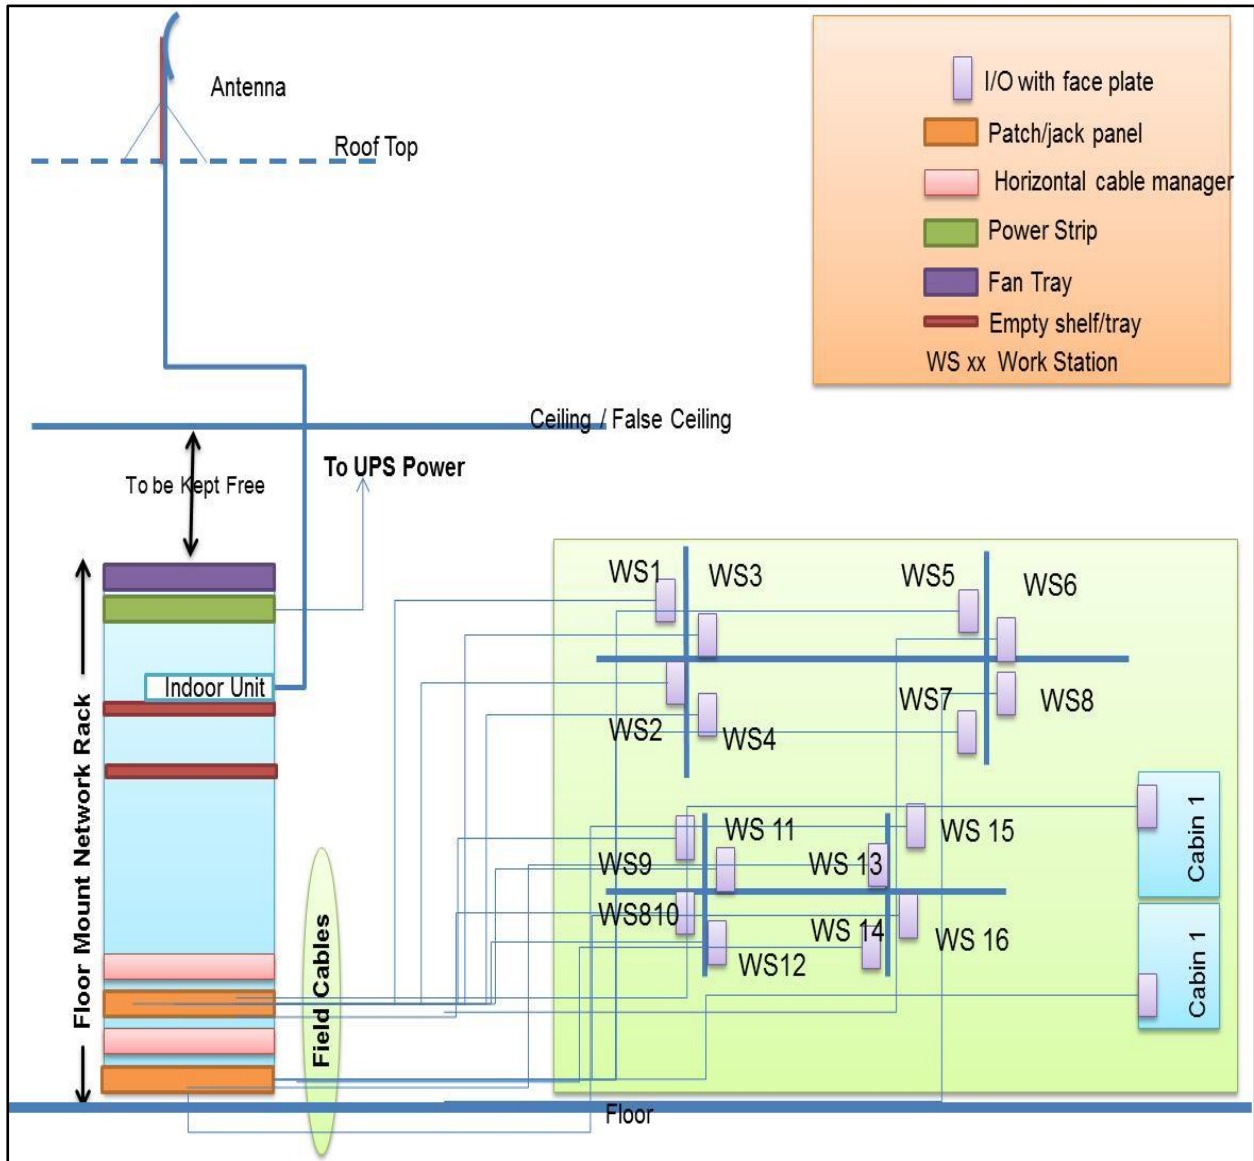 Antenna
Roof Top
I/O with face plate
Patch/jack panel
Horizontal cable manager
Power Strip
Fan Tray
Empty shelf/tray
WS xx Work Station
Ceiling / False Ceiling
To be Kept Free
To UPS Power
Floor Mount Network Rack
Indoor Unit
Field Cables
WS1
WS3
WS5
WS6
WS2
WS4
WS7
WS8
WS 11
WS 15
WS9
WS 13
WS810
WS 14
WS 16
WS12
Cabin 1
Cabin 1
Floor